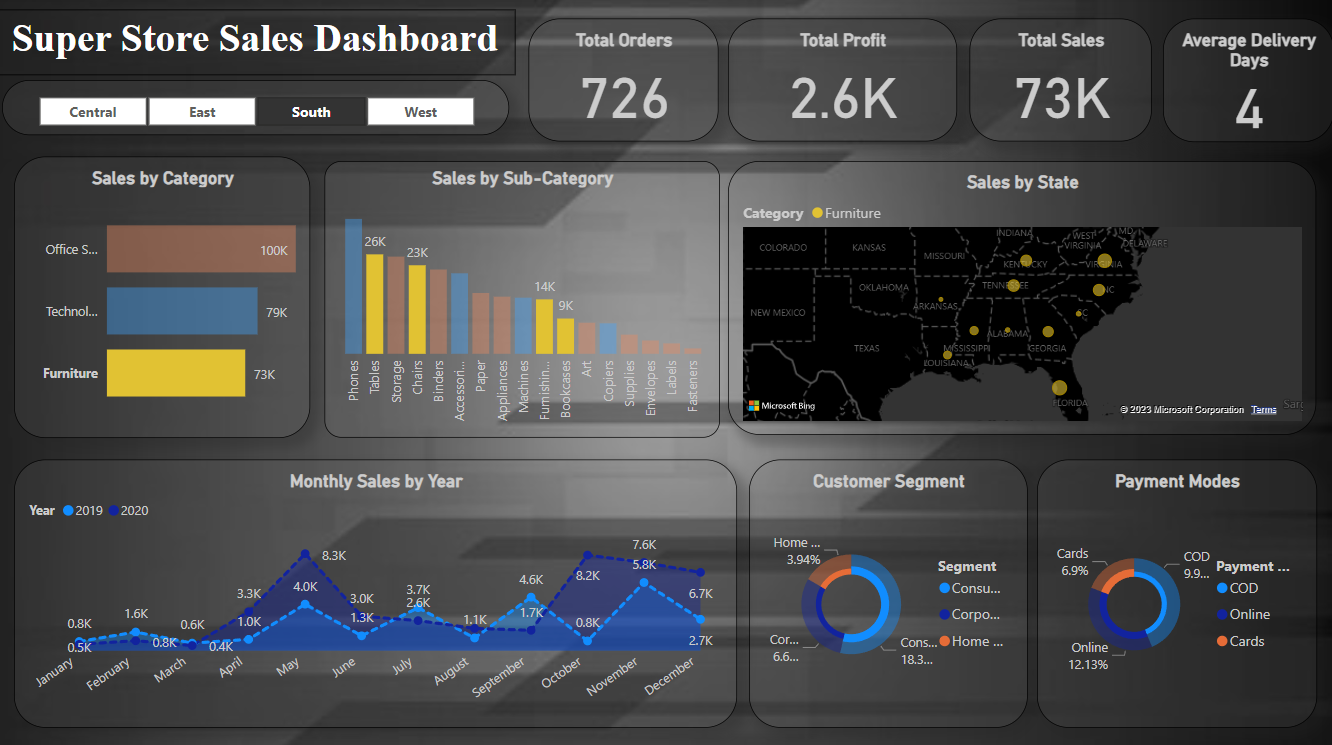 Super Store Sales Dashboard
Central
East
South
West
Total Orders
726
Total Profit
2.6K
Total Sales
73K
Average Delivery
Days
4
Sales by Category
Office S...
100K
Technol...
79K
Furniture
73K
Sales by Sub-Category
26K
23K
14K
9K
Phones
Tables
Storage
Chairs
Binders
Accessori...
Paper
Appliances
Machines
Furnishin...
Bookcases
Art
Copiers
Supplies
Envelopes
Labels
Fasteners
Sales by State
Category
Furniture
INDIANA
WEST
VIRGINIA
MD
DELAWARE
COLORADO
KANSAS
MISSOURI
KENTUCKY
VIRGINIA
OKLAHOMA
TENNESSEE
NC
ARKANSAS
NEW MEXICO
SC
TEXAS
MISSISSIPPI
ALABAMA
GEORGIA
LOUISIANA
FLORIDA
Microsoft Bing
© 2023 Microsoft Corporation
Terms
Sarg
Monthly Sales by Year
Year
2019
2020
0.8K
0.5K
1.6K
0.8K
0.6K
0.4K
3.3K
1.0K
8.3K
4.0K
3.0K
1.3K
3.7K
2.6K
1.1K
4.6K
1.7K
8.2K
0.8K
7.6K
5.8K
6.7K
2.7K
January
February
March
April
May
June
July
August
September
October
November
December
Customer Segment
Home ...
3.94%
Cor...
6.6...
Cons...
18.3...
Segment
Consu...
Corpo...
Home ...
Payment Modes
Cards
6.9%
COD
9.9...
Online
12.13%
Payment ...
COD
Online
Cards